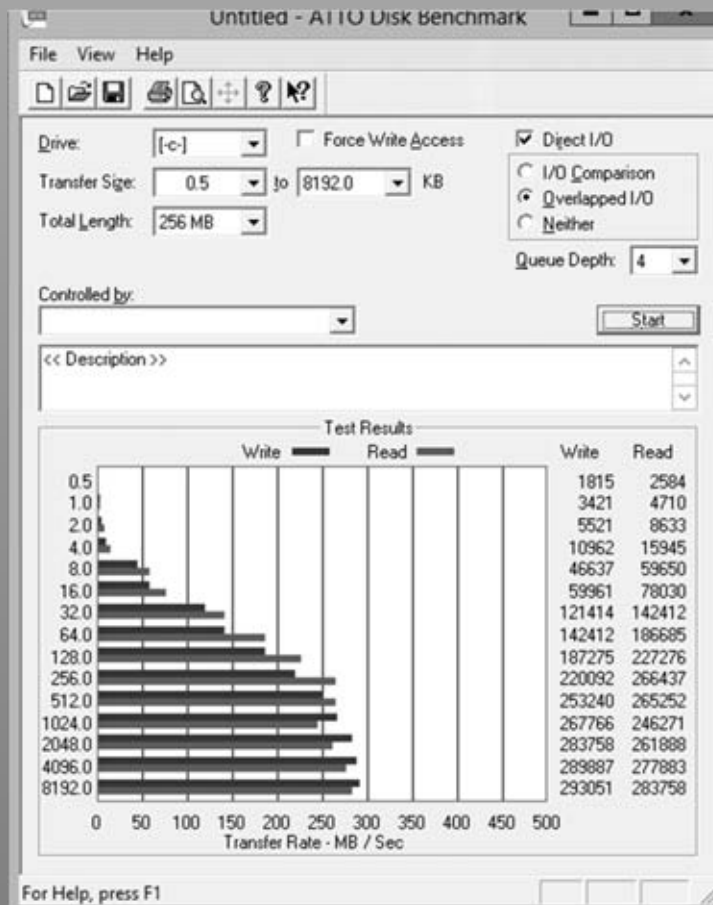 Untitled - ATTO Disk Benchmark
File View Help
Drive: [-c-] Force Write Access Direct I/O
I/O Comparison
Transfer Size: 0.5 to 8192.0 KB
Overlapped I/O
Total Length: 256 MB
Neither
Queue Depth: 4
Controlled by:
Start
<< Description >>
Test Results
Write Read Write Read
0.5 1815 2584
1.0 3421 4710
2.0 5521 8633
4.0 10962 15945
8.0 46637 59650
16.0 59961 78030
32.0 121414 142412
64.0 142412 186685
128.0 187275 227276
256.0 220092 266437
512.0 253240 265252
1024.0 267766 246271
2048.0 283758 261888
4096.0 289887 277883
8192.0 293051 283758
0 50 100 150 200 250 300 350 400 450 500
Transfer Rate - MB / Sec
For Help, press F1